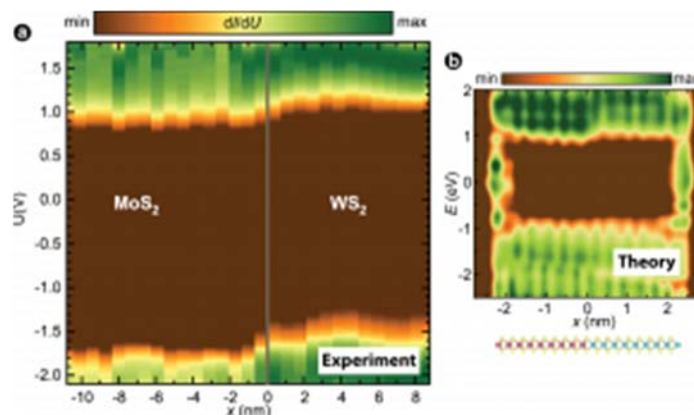 a
min dI/dU max
1.5
1.0
0.5
0.0
-0.5
-1.0
-1.5
-2.0
U(V)
MoS2
WS2
Experiment
-10 -8 -6 -4 -2 0 2 4 6 8
x (nm)
b
min max
2
1
0
-1
-2
E (eV)
Theory
-2 -1 0 1 2
x (nm)